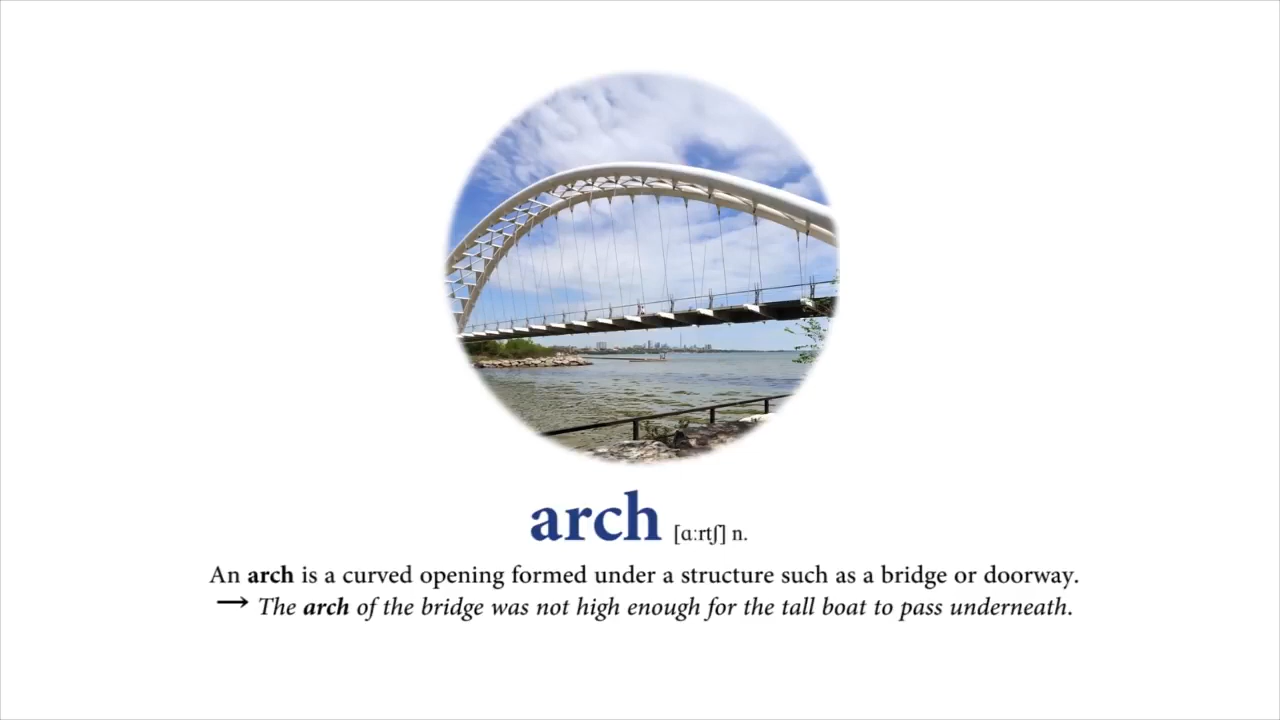 arch [ɑːrtʃ] n.
An arch is a curved opening formed under a structure such as a bridge or doorway.
→ The arch of the bridge was not high enough for the tall boat to pass underneath.